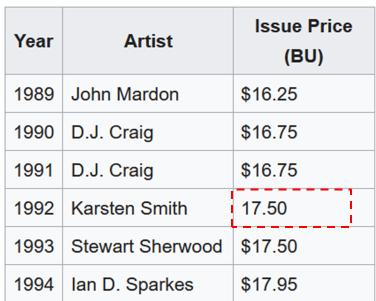 Year Artist Issue Price (BU)
1989 John Mardon $16.25
1990 D.J. Craig $16.75
1991 D.J. Craig $16.75
1992 Karsten Smith 17.50
1993 Stewart Sherwood $17.50
1994 Ian D. Sparkes $17.95